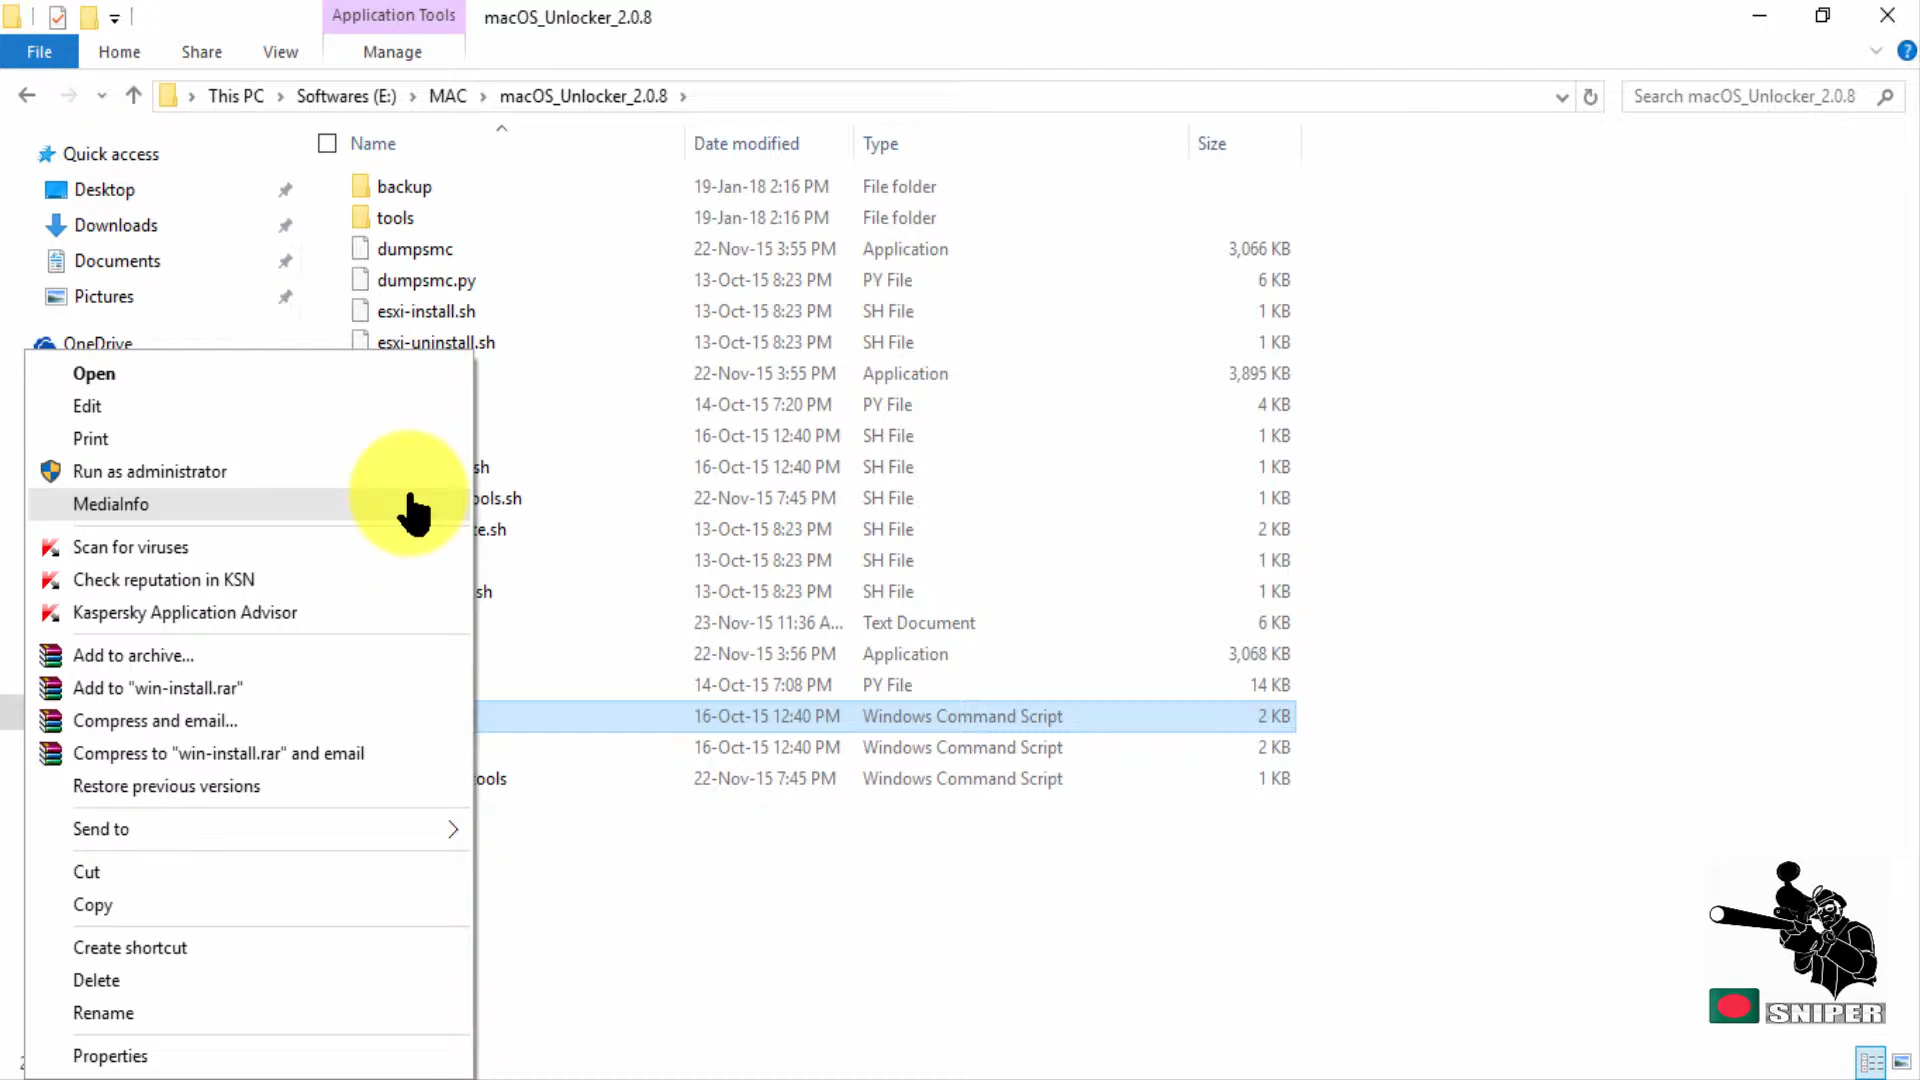 Application Tools
macOS_Unlocker_2.0.8
File
Home
Share
View
Manage
This PC > Softwares (E:) > MAC > macOS_Unlocker_2.0.8 >
Search macOS_Unlocker_2.0.8
Quick access
Desktop
Downloads
Documents
Pictures
OneDrive
Name Date modified Type Size
backup 19-Jan-18 2:16 PM File folder
tools 19-Jan-18 2:16 PM File folder
dumpsmc 22-Nov-15 3:55 PM Application 3,066 KB
dumpsmc.py 13-Oct-15 8:23 PM PY File 6 KB
esxi-install.sh 13-Oct-15 8:23 PM SH File 1 KB
esxi-uninstall.sh 13-Oct-15 8:23 PM SH File 1 KB
22-Nov-15 3:55 PM Application 3,895 KB
14-Oct-15 7:20 PM PY File 4 KB
16-Oct-15 12:40 PM SH File 1 KB
sh 16-Oct-15 12:40 PM SH File 1 KB
ools.sh 22-Nov-15 7:45 PM SH File 1 KB
te.sh 13-Oct-15 8:23 PM SH File 2 KB
13-Oct-15 8:23 PM SH File 1 KB
.sh 13-Oct-15 8:23 PM SH File 1 KB
23-Nov-15 11:36 A... Text Document 6 KB
22-Nov-15 3:56 PM Application 3,068 KB
14-Oct-15 7:08 PM PY File 14 KB
16-Oct-15 12:40 PM Windows Command Script 2 KB
16-Oct-15 12:40 PM Windows Command Script 2 KB
ools 22-Nov-15 7:45 PM Windows Command Script 1 KB
Open
Edit
Print
Run as administrator
MediaInfo
Scan for viruses
Check reputation in KSN
Kaspersky Application Advisor
Add to archive...
Add to "win-install.rar"
Compress and email...
Compress to "win-install.rar" and email
Restore previous versions
Send to
Cut
Copy
Create shortcut
Delete
Rename
Properties
SNIPER